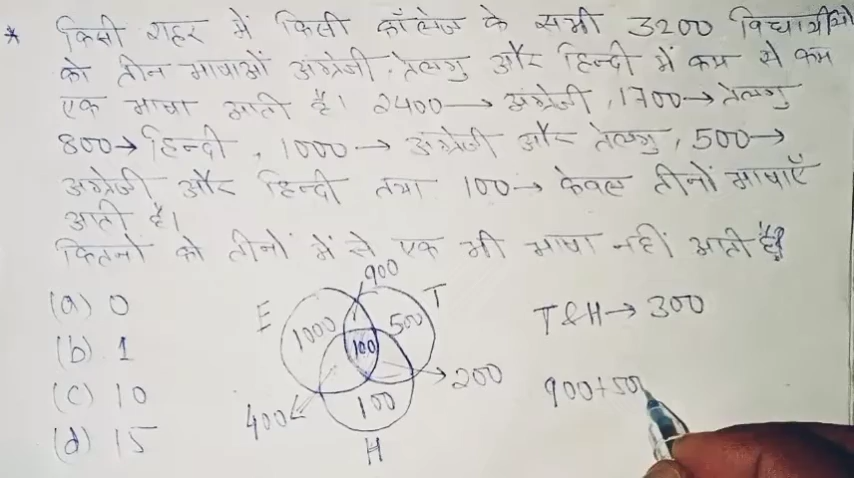 * किसी शहर में किसी कॉलेज के सभी 3200 विद्यार्थीयो
को तीन भाषाओं अंग्रेजी, तेलगु और हिन्दी में कम से कम
एक भाषा आती है। 2400→ अंग्रेजी, 1700→ तेलगु
800→ हिन्दी, 1000→ अंग्रेजी और तेलगु, 500→
अंग्रेजी और हिन्दी तथा 100→ केवल तीनों भाषाएँ
आती है।
कितनों को तीनों में से एक भी भाषा नहीं आती है?
(a) 0
(b) 1
(c) 10
(d) 15
900
E
T
1000
500
100
400
100
200
H
T&H→ 300
900+500